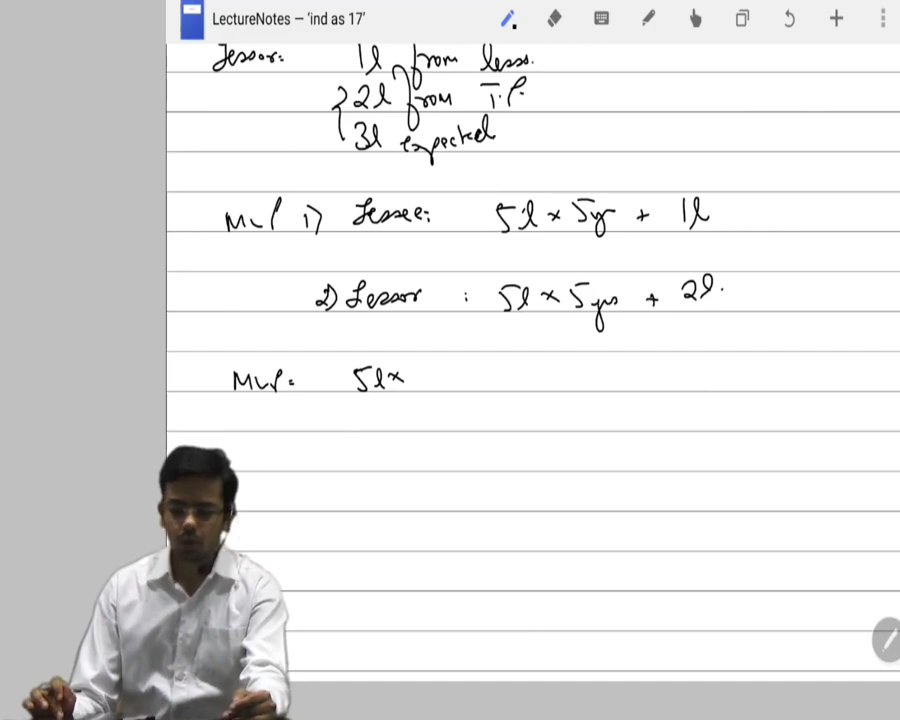 LectureNotes – 'ind as 17'
Lessor: 1l from less.
2l from T.P.
3l expected
MLP 1) Lessee: 5l × 5y + 1l
2) Lessor : 5l × 5yrs + 2l.
MLP = 5l ×